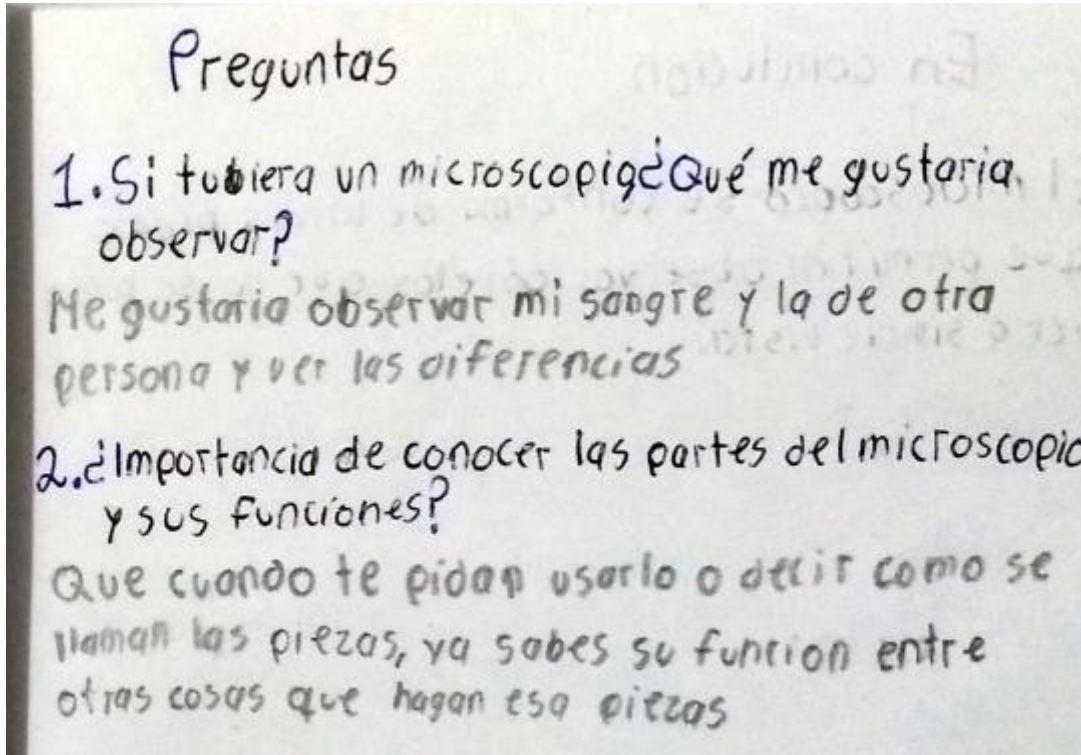 Preguntas
1. Si tubiera un microscopio¿Qué me gustaria
observar?
Me gustaria observar mi sangre y la de otra
persona y ver las diferencias
2. ¿Importancia de conocer las partes del microscopio
y sus funciones?
Que cuando te pidan usarlo o decir como se
llaman las piezas, ya sabes su funcion entre
otras cosas que hagan esa piezas